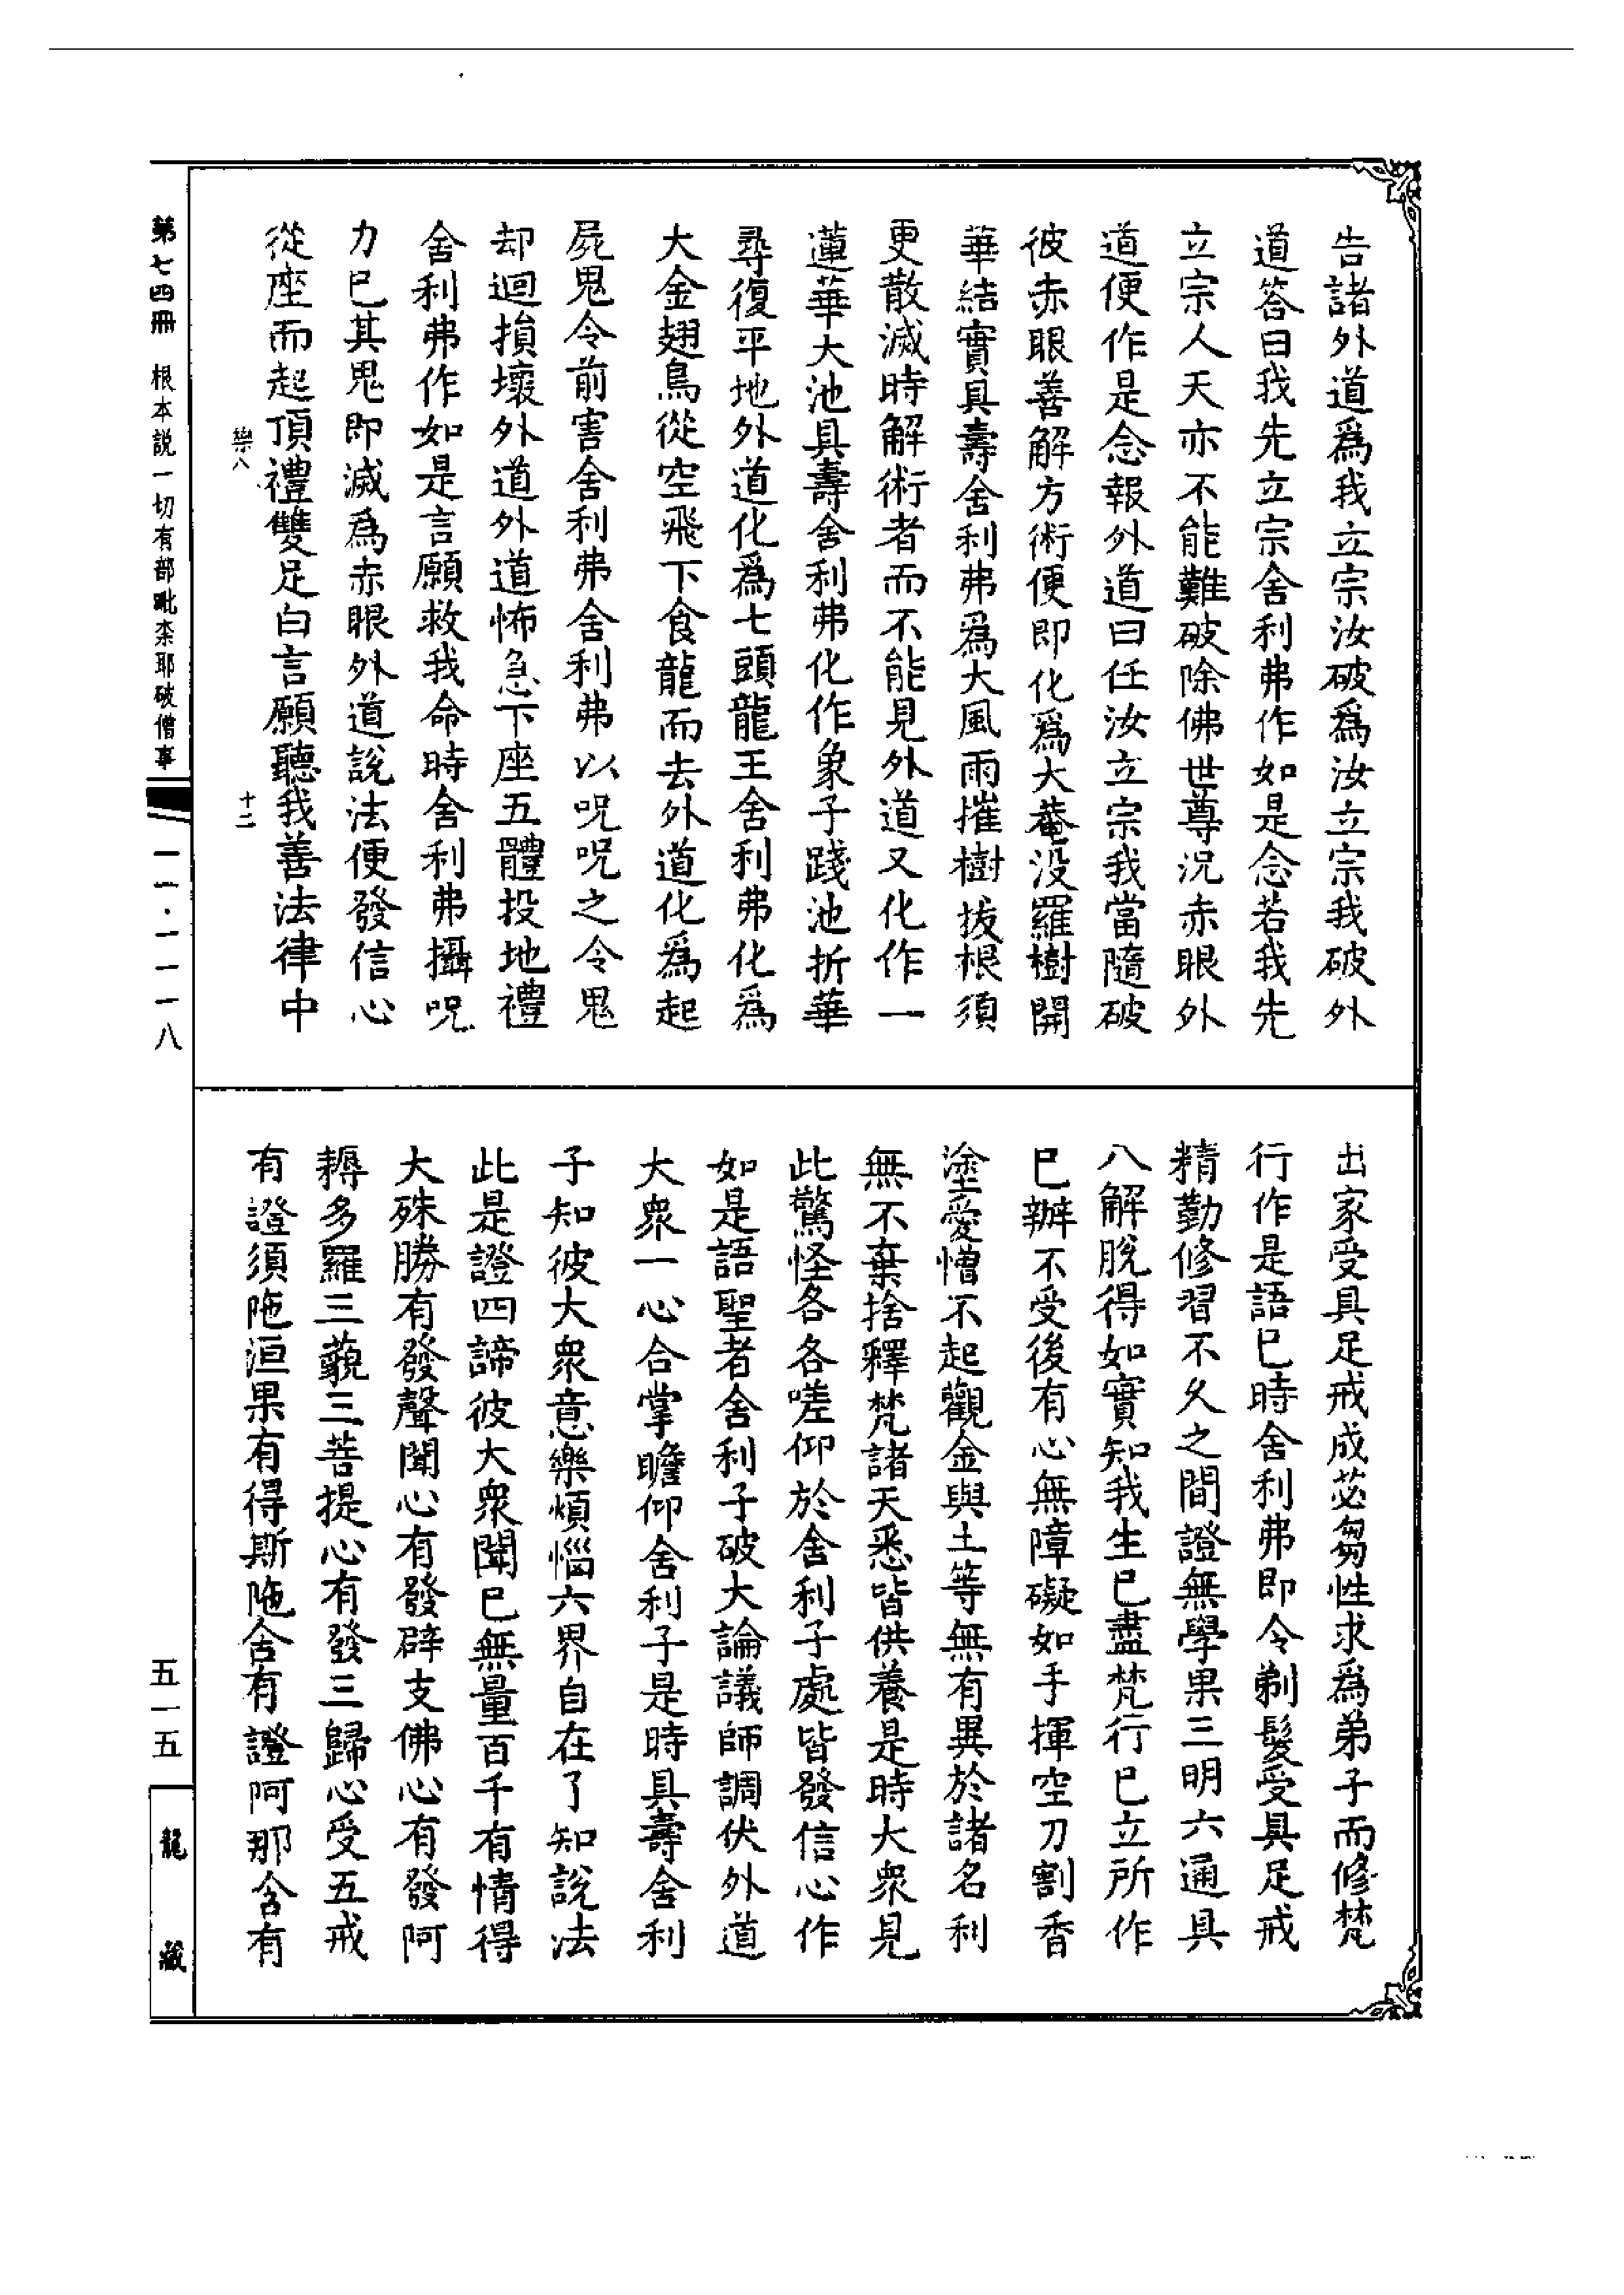 告諸外道爲我立宗汝破爲汝立宗我破外
道答曰我先立宗舍利弗作如是念若我先
立宗人天亦不能難破除佛世尊況赤眼外
道便作是念報外道曰任汝立宗我當隨破
彼赤眼善解方術便即化爲大菴没羅樹開
華結實具壽舍利弗爲大風雨摧樹拔根須
更散滅時解術者而不能見外道又化作一
蓮華大池具壽舍利弗化作象子踐池折華
尋復平地外道化爲七頭龍王舍利弗化爲
大金翅鳥從空飛下食龍而去外道化爲起
屍鬼令前害舍利弗舍利弗以呪呪之令鬼
却迴損壞外道外道怖急下座五體投地禮
舍利弗作如是言願救我命時舍利弗攝呪
力已其鬼即滅爲赤眼外道說法便發信心
從座而起頂禮雙足白言願聽我善法律中
樂八
十二
出家受具足戒成苾芻性求爲弟子而修梵
行作是語已時舍利弗即令剃髮受具足戒
精勤修習不久之間證無學果三明六通具
八解脫得如實知我生已盡梵行已立所作
已辦不受後有心無障礙如手揮空刀割香
塗愛憎不起觀金與土等無有異於諸名利
無不棄捨釋梵諸天悉皆供養是時大衆見
此驚怪各各嗟仰於舍利子處皆發信心作
如是語聖者舍利子破大論議師調伏外道
大衆一心合掌瞻仰舍利子是時具壽舍利
子知彼大衆意樂煩惱六界自在了知說法
此是證四諦彼大衆聞已無量百千有情得
大殊勝有發聲聞心有發辟支佛心有發阿
耨多羅三藐三菩提心有發三歸心受五戒
有證須陁洹果有得斯陁含有證阿那含有
第七四冊 根本説一切有部毗柰耶破僧事
一一·一一一八
五一五
龍藏